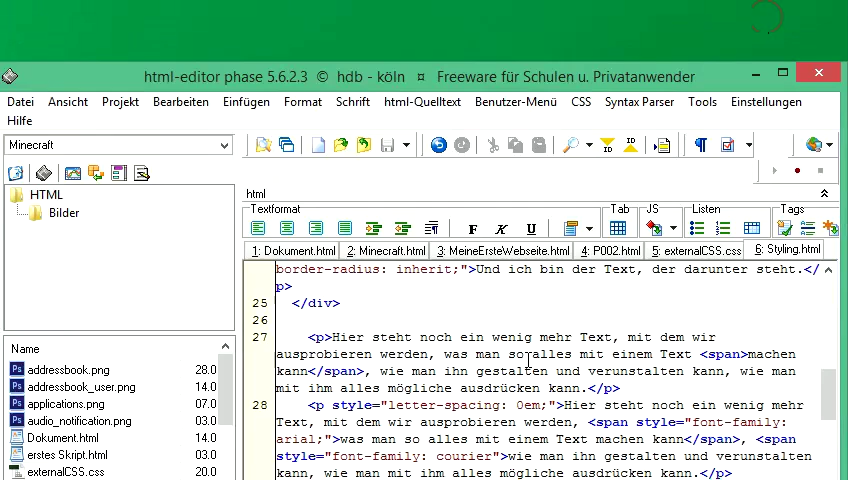 html-editor phase 5.6.2.3 © hdb - köln ¤ Freeware für Schulen u. Privatanwender
Datei Ansicht Projekt Bearbeiten Einfügen Format Schrift html-Quelltext Benutzer-Menü CSS Syntax Parser Tools Einstellungen
Hilfe
Minecraft
ID ID
HTML
Bilder
html
Textformat Tab JS Listen Tags
F K U
1: Dokument.html 2: Minecraft.html 3: MeineErsteWebseite.html 4: P002.html 5: externalCSS.css 6: Styling.html
border-radius: inherit;">Und ich bin der Text, der darunter steht.</
p>
25 </div>
26
27 <p>Hier steht noch ein wenig mehr Text, mit dem wir
ausprobieren werden, was man so alles mit einem Text <span>machen
kann</span>, wie man ihn gestalten und verunstalten kann, wie man
mit ihm alles mögliche ausdrücken kann.</p>
28 <p style="letter-spacing: 0em;">Hier steht noch ein wenig mehr
Text, mit dem wir ausprobieren werden, <span style="font-family:
arial;">was man so alles mit einem Text machen kann</span>, <span
style="font-family: courier">wie man ihn gestalten und verunstalten
kann, wie man mit ihm alles mögliche ausdrücken kann.</p>
Name
addressbook.png 28.0
addressbook_user.png 14.0
applications.png 07.0
audio_notification.png 03.0
Dokument.html 14.0
erstes Skript.html 03.0
externalCSS.css 20.0